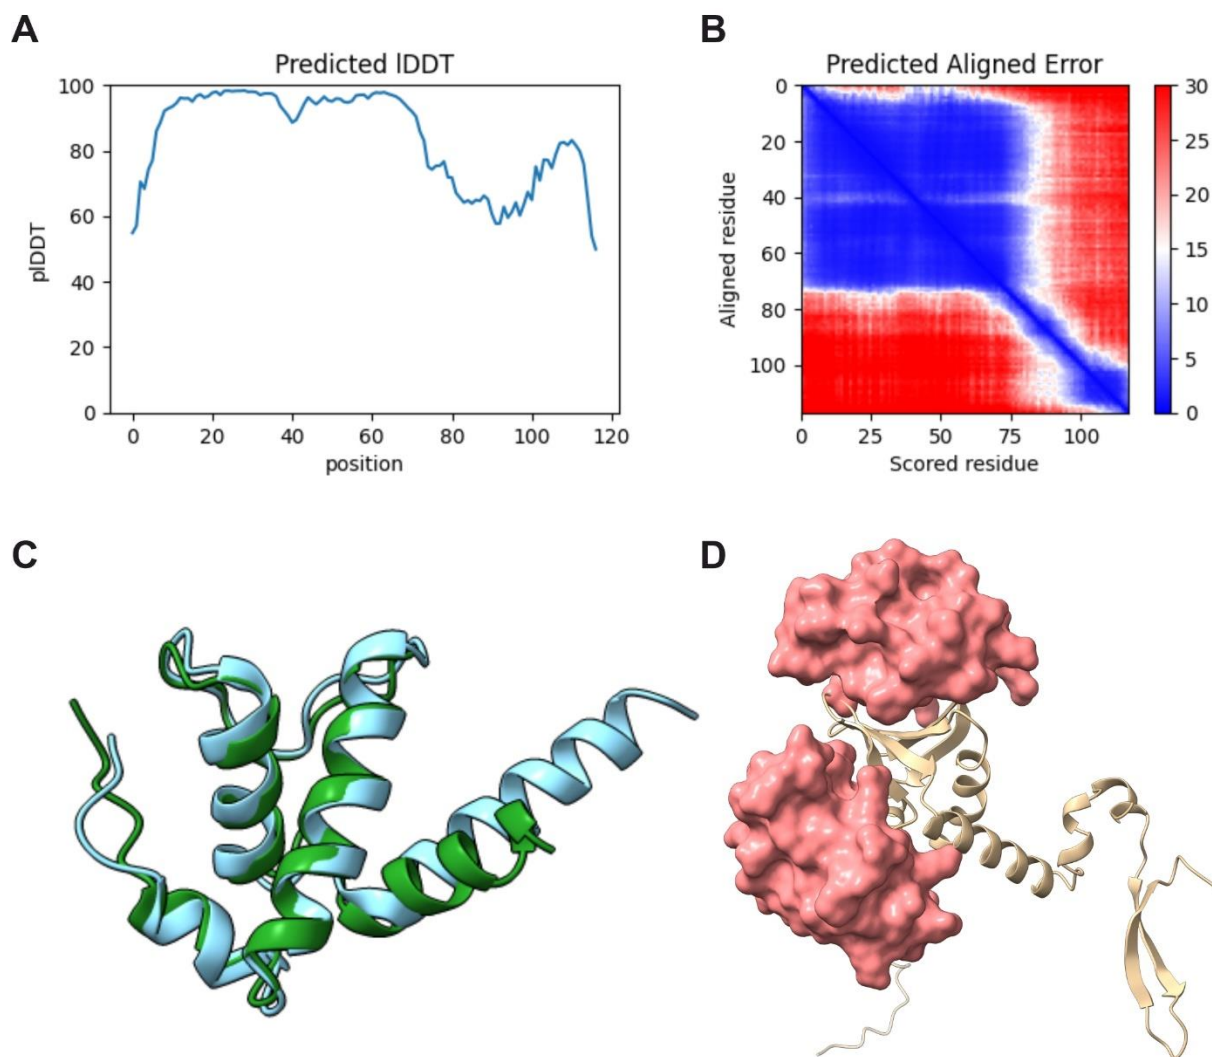 A
Predicted lDDT
100
80
60
40
20
0
plDDT
0 20 40 60 80 100 120
position
B
Predicted Aligned Error
0
20
40
60
80
100
Aligned residue
0 25 50 75 100
Scored residue
30
25
20
15
10
5
0
C
D